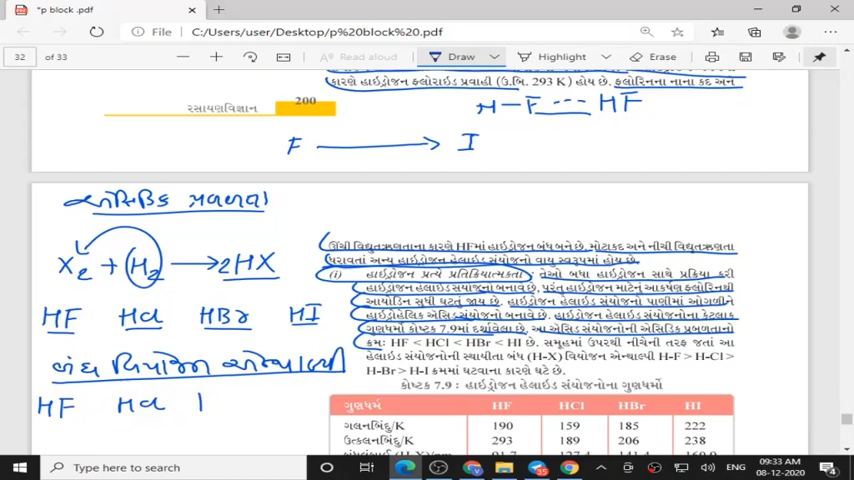 *p block .pdf
File
C:/Users/user/Desktop/p%20block%20.pdf
32 of 33
Read aloud
Draw
Highlight
Erase
કારણે હાઇડ્રોજન ફ્લોરાઇડ પ્રવાહી (ઉ.બિં. 293 K) હોય છે. ફ્લોરિનના નાના કદ અને
રસાયણવિજ્ઞાન 200
H-F --- HF
F → I
એસિડિક પ્રબળતા
X2 + H2 → 2HX
HF HCl HBr HI
બંધ વિયોજન એન્થાલ્પી
HF HCl
ઊંચી વિદ્યુતઋણતાના કારણે HFમાં હાઇડ્રોજન બંધ બને છે. મોટાકદ અને નીચી વિદ્યુતઋણતા
ધરાવતા અન્ય હાઇડ્રોજન હેલાઇડ સંયોજનો વાયુ સ્વરૂપમાં હોય છે.
(i) હાઇડ્રોજન પ્રત્યે પ્રતિક્રિયાત્મકતા : તેઓ બધા હાઇડ્રોજન સાથે પ્રક્રિયા કરી
હાઇડ્રોજન હેલાઇડ સંયોજનો બનાવે છે, પરંતુ હાઇડ્રોજન માટેનું આકર્ષણ ફ્લોરિનથી
આયોડિન સુધી ઘટતું જાય છે. હાઇડ્રોજન હેલાઇડ સંયોજનો પાણીમાં ઓગળીને
હાઇડ્રોહેલિક ઍસિડ સંયોજનો બનાવે છે. હાઇડ્રોજન હેલાઇડ સંયોજનોના કેટલાક
ગુણધર્મો કોષ્ટક 7.9માં દર્શાવેલા છે. આ ઍસિડ સંયોજનોની ઍસિડિક પ્રબળતાનો
ક્રમ: HF < HCl < HBr < HI છે. સમૂહમાં ઉપરથી નીચેની તરફ જતાં આ
હેલાઇડ સંયોજનોની સ્થાયીતા બંધ (H-X) વિયોજન એન્થાલ્પી H-F > H-Cl >
H-Br > H-I ક્રમમાં ઘટવાના કારણે ઘટે છે.
કોષ્ટક 7.9 : હાઇડ્રોજન હેલાઇડ સંયોજનોના ગુણધર્મો
ગુણધર્મ HF HCl HBr HI
ગલનબિંદુ/K 190 159 185 222
ઉત્કલનબિંદુ/K 293 189 206 238
Type here to search
ENG
09:33 AM
08-12-2020